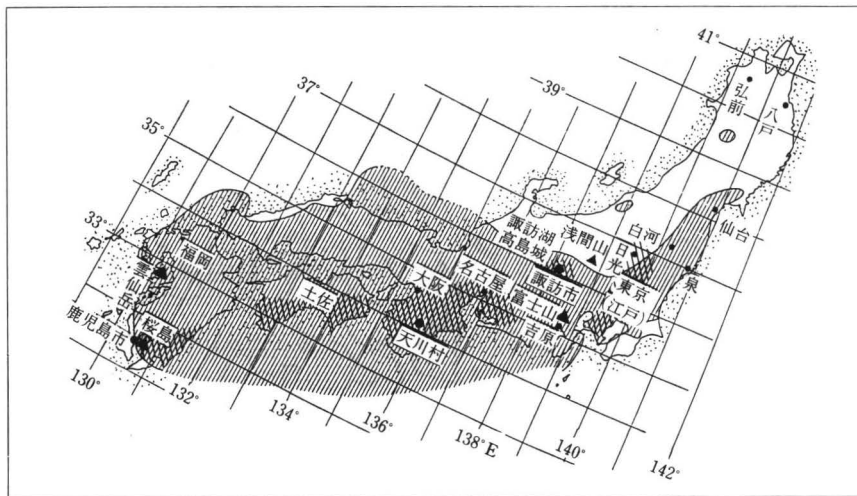 41°
39°
37°
35°
33°
弘前
八戸
仙台
白河
泉
日光
浅間山
諏訪湖
高島城
諏訪市
東京
(江戸)
富士山
吉原
名古屋
大阪
天川村
土佐
福岡
雲仙岳
桜島
鹿児島市
130°
132°
134°
136°
138°E
140°
142°